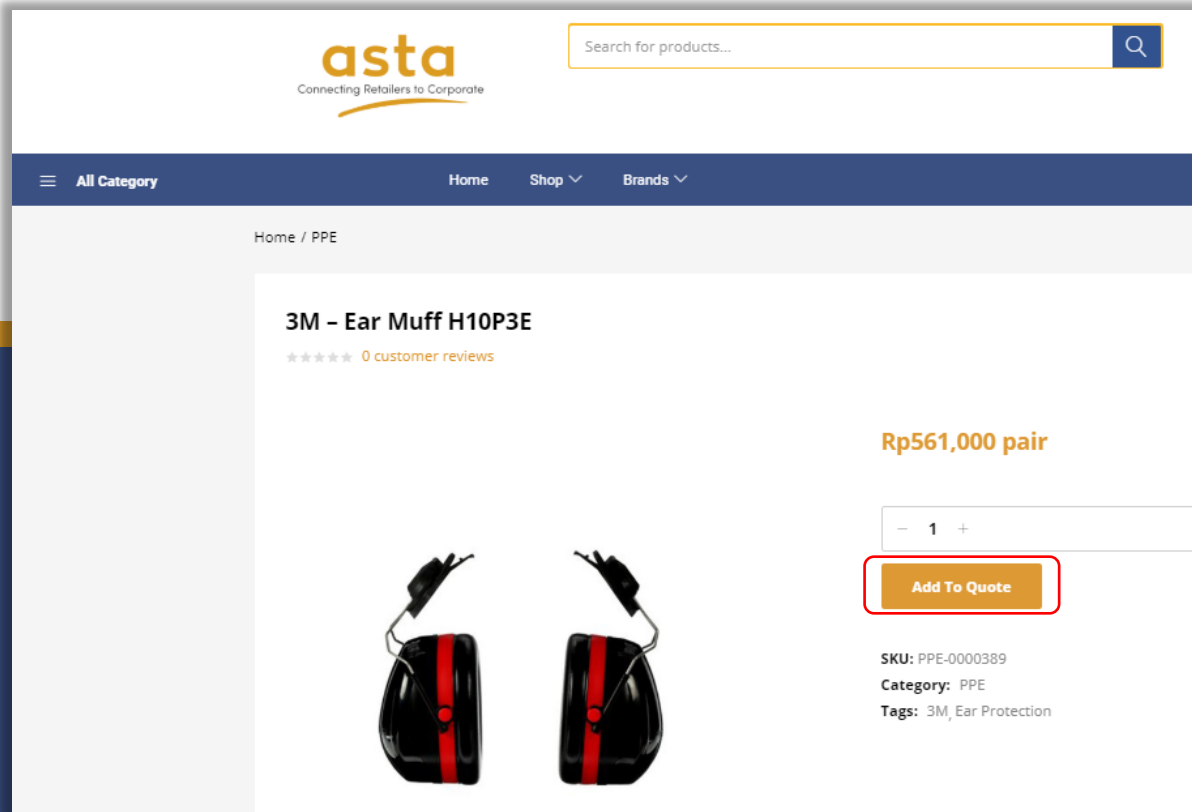 asta
Connecting Retailers to Corporate
Search for products...
All Category
Home
Shop
Brands
Home / PPE
3M – Ear Muff H10P3E
0 customer reviews
Rp561,000 pair
− 1 +
Add To Quote
SKU: PPE-0000389
Category: PPE
Tags: 3M, Ear Protection